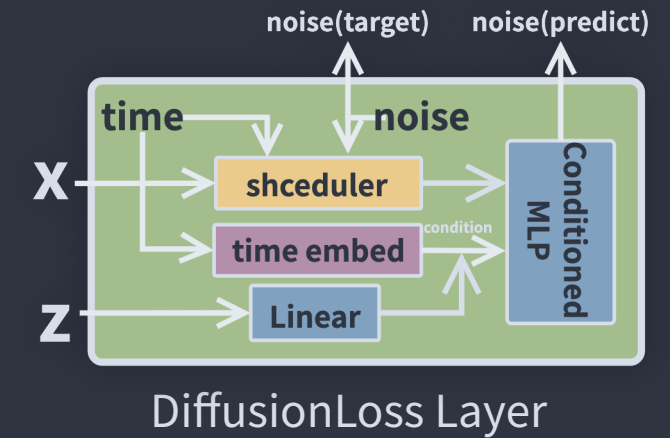 noise(target) noise(predict)
time noise
X shceduler
condition
time embed
Z Linear
Conditioned
MLP
DiffusionLoss Layer